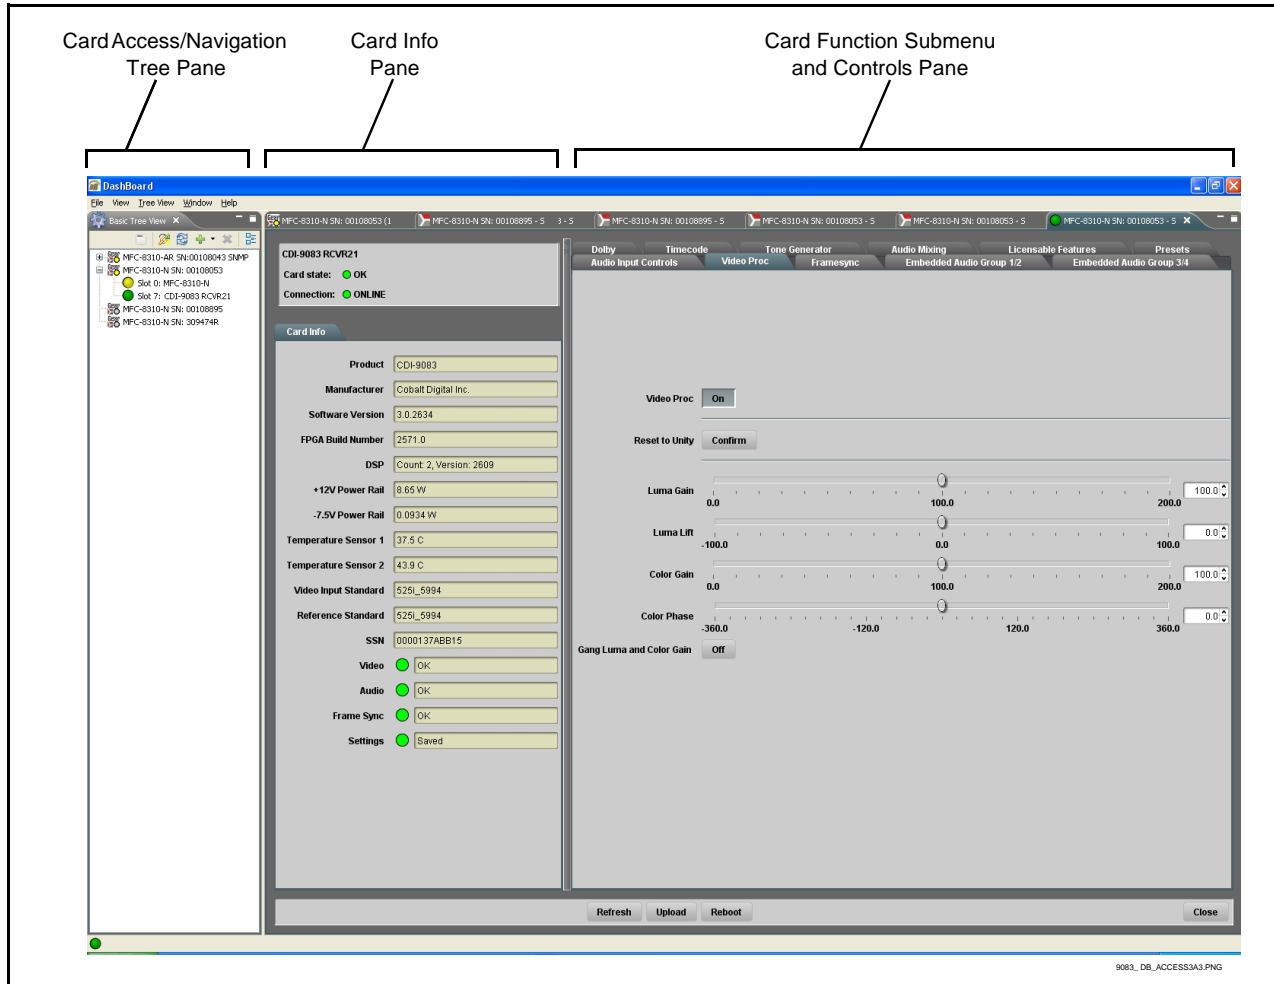 Card Access/Navigation
Tree Pane
Card Info
Pane
Card Function Submenu
and Controls Pane
DashBoard
File View Tree View Window Help
Basic Tree View
MFC-8310-N SN: 00108053 (1
MFC-8310-N SN: 00108895 - S
3 - S
MFC-8310-N SN: 00108895 - S
MFC-8310-N SN: 00108053 - S
MFC-8310-N SN: 00108053 - S
MFC-8310-N SN: 00108053 - S
MFC-8310-AR SN:00108043 SNMP
MFC-8310-N SN: 00108053
Slot 0: MFC-8310-N
Slot 7: CDI-9083 RCVR21
MFC-8310-N SN: 00108895
MFC-8310-N SN: 309474R
CDI-9083 RCVR21
Card state: OK
Connection: ONLINE
Card Info
Product CDI-9083
Manufacturer Cobalt Digital Inc.
Software Version 3.0.2634
FPGA Build Number 2571.0
DSP Count: 2, Version: 2609
+12V Power Rail 8.65 W
-7.5V Power Rail 0.0934 W
Temperature Sensor 1 37.5 C
Temperature Sensor 2 43.9 C
Video Input Standard 525i_5994
Reference Standard 525i_5994
SSN 0000137ABB15
Video OK
Audio OK
Frame Sync OK
Settings Saved
Dolby Timecode Tone Generator Audio Mixing Licensable Features Presets
Audio Input Controls Video Proc Framesync Embedded Audio Group 1/2 Embedded Audio Group 3/4
Video Proc On
Reset to Unity Confirm
Luma Gain 100.0
0.0 100.0 200.0
Luma Lift 0.0
-100.0 0.0 100.0
Color Gain 100.0
0.0 100.0 200.0
Color Phase 0.0
-360.0 -120.0 120.0 360.0
Gang Luma and Color Gain Off
Refresh Upload Reboot Close
9083_ DB_ACCESS3A3.PNG